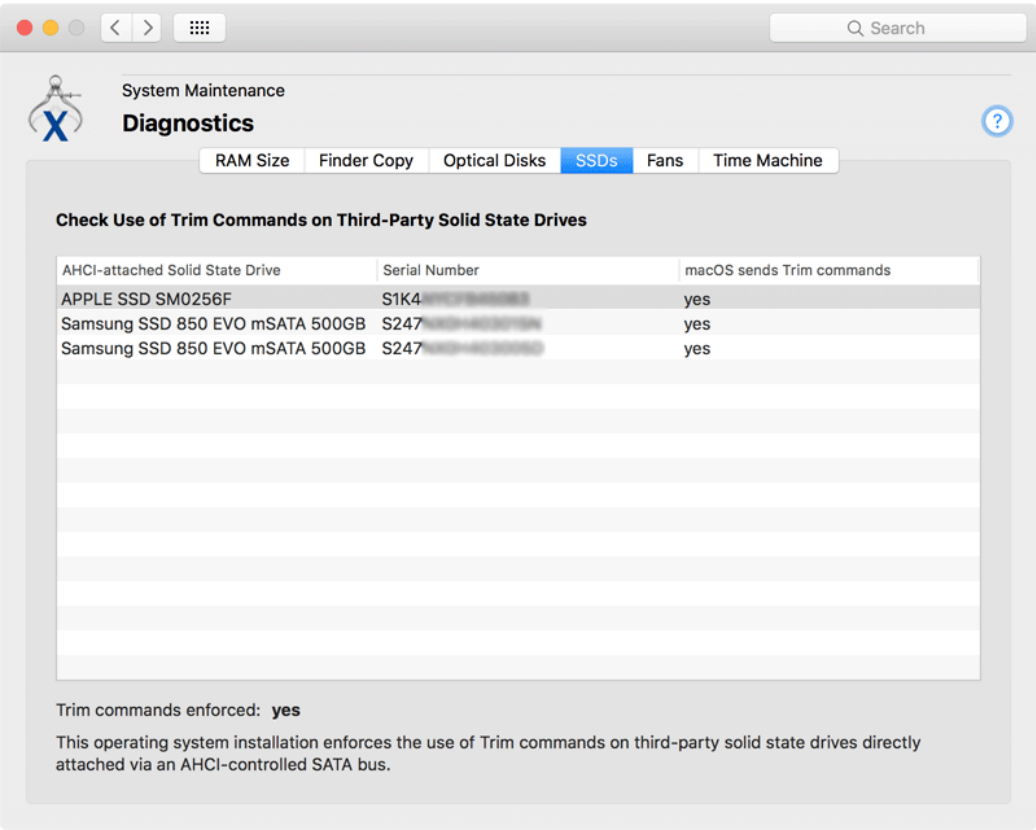 Search
System Maintenance
Diagnostics
?
RAM Size Finder Copy Optical Disks SSDs Fans Time Machine
Check Use of Trim Commands on Third-Party Solid State Drives
AHCI-attached Solid State Drive Serial Number macOS sends Trim commands
APPLE SSD SM0256F S1K4 yes
Samsung SSD 850 EVO mSATA 500GB S247 yes
Samsung SSD 850 EVO mSATA 500GB S247 yes
Trim commands enforced: yes
This operating system installation enforces the use of Trim commands on third-party solid state drives directly
attached via an AHCI-controlled SATA bus.